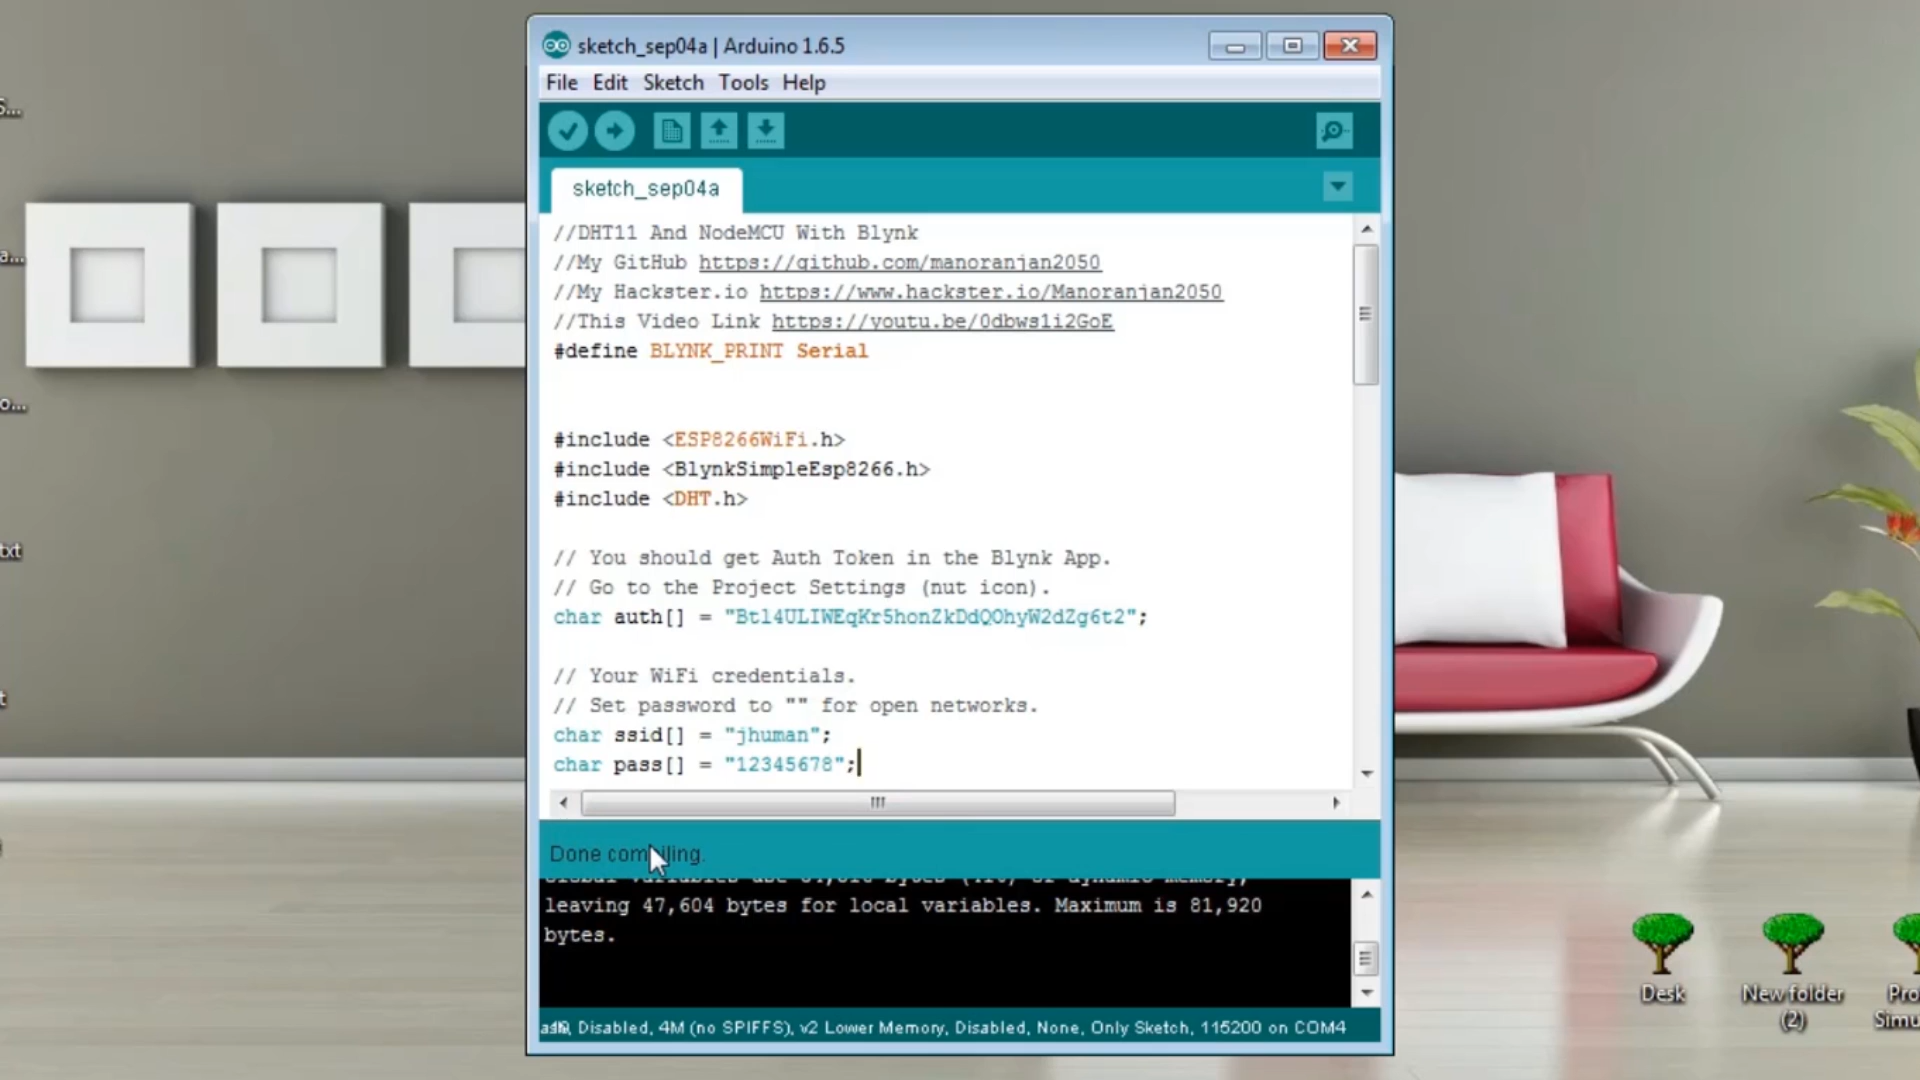 sketch_sep04a | Arduino 1.6.5
File Edit Sketch Tools Help
sketch_sep04a
//DHT11 And NodeMCU With Blynk
//My GitHub https://github.com/manoranjan2050
//My Hackster.io https://www.hackster.io/Manoranjan2050
//This Video Link https://youtu.be/0dbws1i2GoE
#define BLYNK_PRINT Serial
#include <ESP8266WiFi.h>
#include <BlynkSimpleEsp8266.h>
#include <DHT.h>
// You should get Auth Token in the Blynk App.
// Go to the Project Settings (nut icon).
char auth[] = "Btl4ULIWEqKr5honZkDdQOhyW2dZg6t2";
// Your WiFi credentials.
// Set password to "" for open networks.
char ssid[] = "jhuman";
char pass[] = "12345678";
Done compiling.
leaving 47,604 bytes for local variables. Maximum is 81,920
bytes.
Disabled, 4M (no SPIFFS), v2 Lower Memory, Disabled, None, Only Sketch, 115200 on COM4
S...
a...
o...
txt
t
Desk
New folder
(2)
Pro
Simu